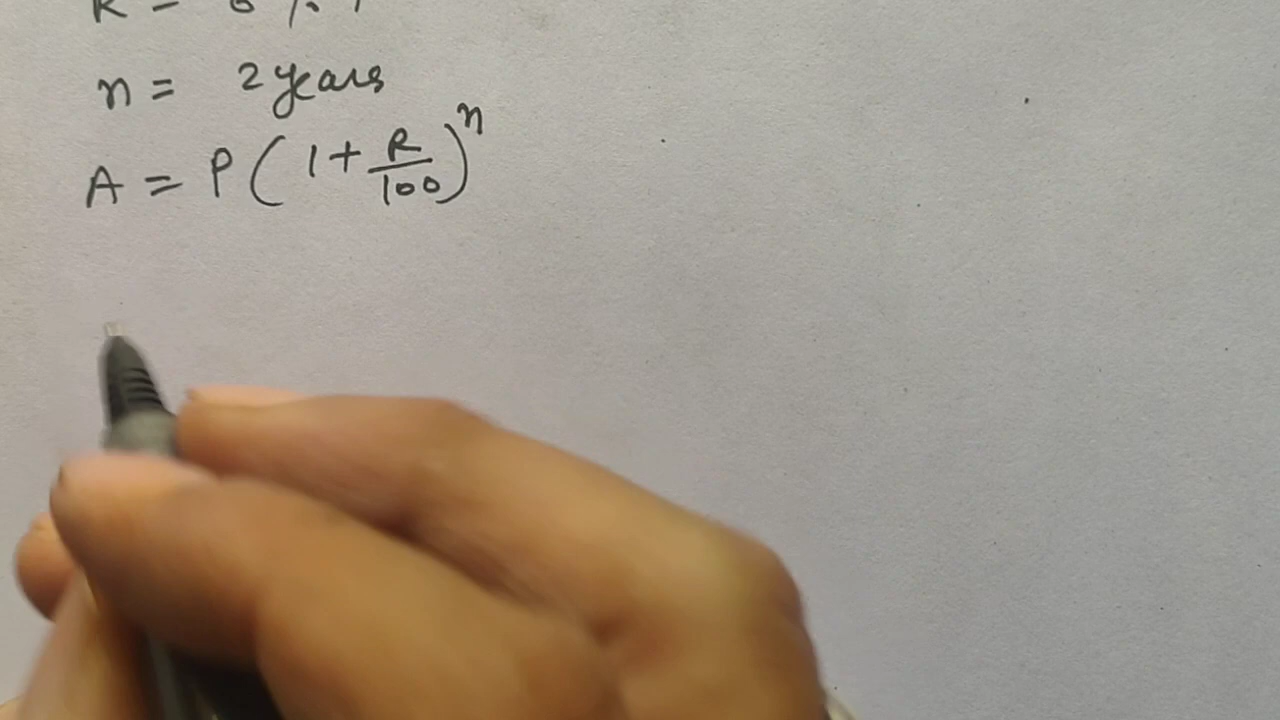 n = 2 years
A = P ( 1 + R/100 )^n